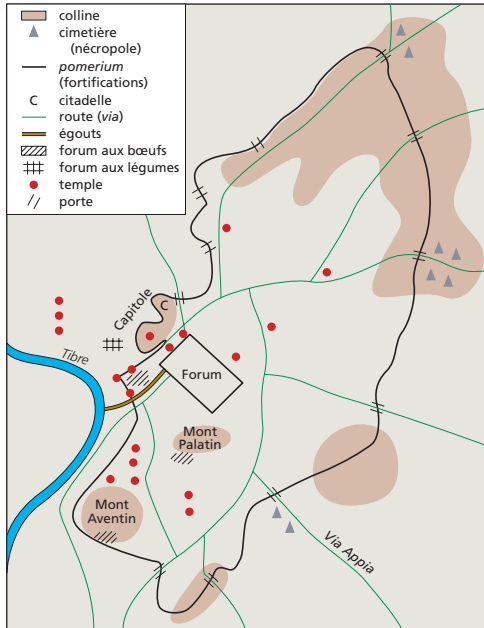 colline
cimetière
(nécropole)
pomerium
(fortifications)
C citadelle
route (via)
égouts
forum aux bœufs
forum aux légumes
temple
porte
Capitole
C
Tibre
Forum
Mont
Palatin
Mont
Aventin
Via Appia